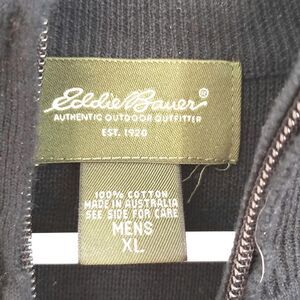 Eddie Bauer®
AUTHENTIC OUTDOOR OUTFITTER
EST. 1920
100% COTTON
MADE IN AUSTRALIA
SEE SIDE FOR CARE
MENS
XL